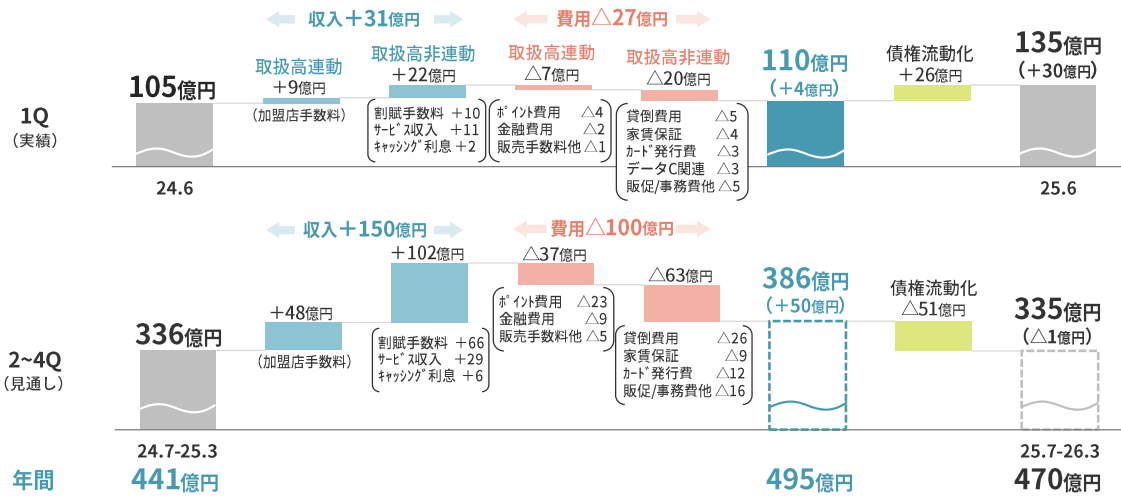 収入＋31億円
費用△27億円
取扱高連動
＋9億円
（加盟店手数料）
取扱高非連動
＋22億円
割賦手数料 ＋10
ｻｰﾋﾞｽ収入 ＋11
ｷｬｯｼﾝｸﾞ利息 ＋2
取扱高連動
△7億円
ﾎﾟｲﾝﾄ費用 △4
金融費用 △2
販売手数料他 △1
取扱高非連動
△20億円
貸倒費用 △5
家賃保証 △4
ｶｰﾄﾞ発行費 △3
データC関連 △3
販促/事務費他 △5
1Q
（実績）
105億円
110億円
（＋4億円）
債権流動化
＋26億円
135億円
（＋30億円）
24.6
25.6
収入＋150億円
費用△100億円
2~4Q
（見通し）
336億円
＋48億円
（加盟店手数料）
＋102億円
割賦手数料 ＋66
ｻｰﾋﾞｽ収入 ＋29
ｷｬｯｼﾝｸﾞ利息 ＋6
△37億円
ﾎﾟｲﾝﾄ費用 △23
金融費用 △9
販売手数料他 △5
△63億円
貸倒費用 △26
家賃保証 △9
ｶｰﾄﾞ発行費 △12
販促/事務費他 △16
386億円
（＋50億円）
債権流動化
△51億円
335億円
（△1億円）
24.7-25.3
25.7-26.3
年間
441億円
495億円
470億円